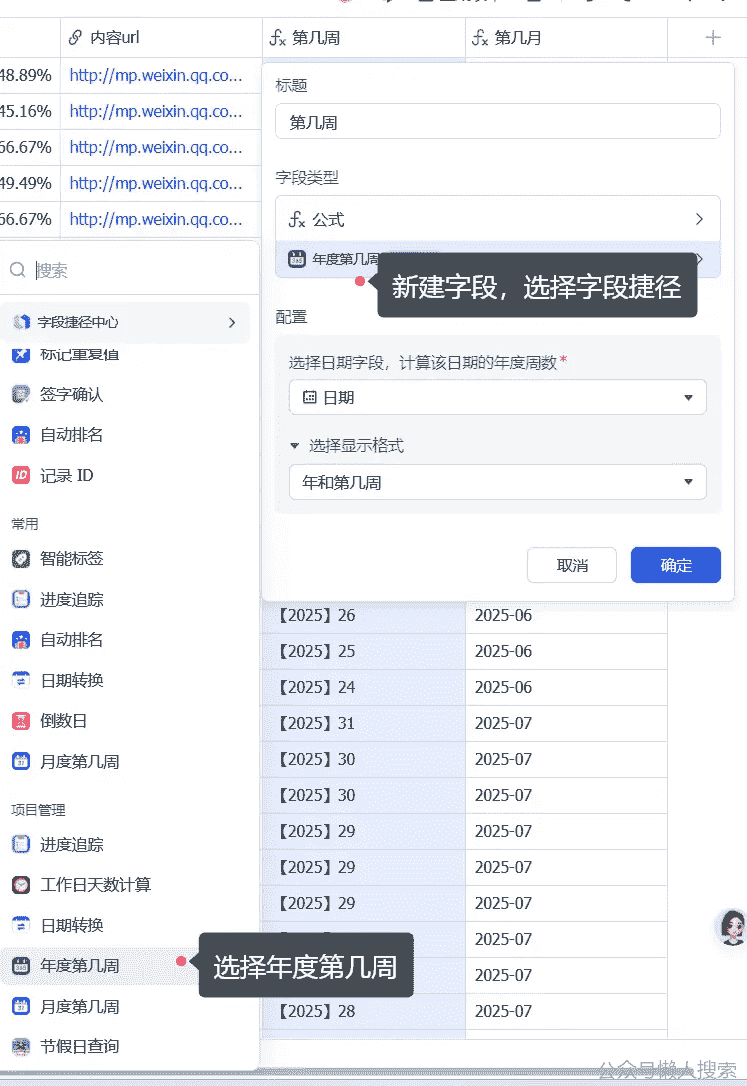 内容url
第几周
第几月
48.89%
http://mp.weixin.qq.co...
45.16%
http://mp.weixin.qq.co...
66.67%
http://mp.weixin.qq.co...
49.49%
http://mp.weixin.qq.co...
66.67%
http://mp.weixin.qq.co...
标题
第几周
字段类型
公式
年度第几周
新建字段，选择字段捷径
配置
选择日期字段，计算该日期的年度周数*
日期
选择显示格式
年和第几周
取消
确定
搜索
字段捷径中心
标记重复值
签字确认
自动排名
记录 ID
常用
智能标签
进度追踪
自动排名
日期转换
倒数日
月度第几周
项目管理
进度追踪
工作日天数计算
日期转换
年度第几周
选择年度第几周
月度第几周
节假日查询
【2025】26
2025-06
【2025】25
2025-06
【2025】24
2025-06
【2025】31
2025-07
【2025】30
2025-07
【2025】30
2025-07
【2025】29
2025-07
【2025】29
2025-07
【2025】29
2025-07
2025-07
2025-07
【2025】28
2025-07
公众号懒人搜索